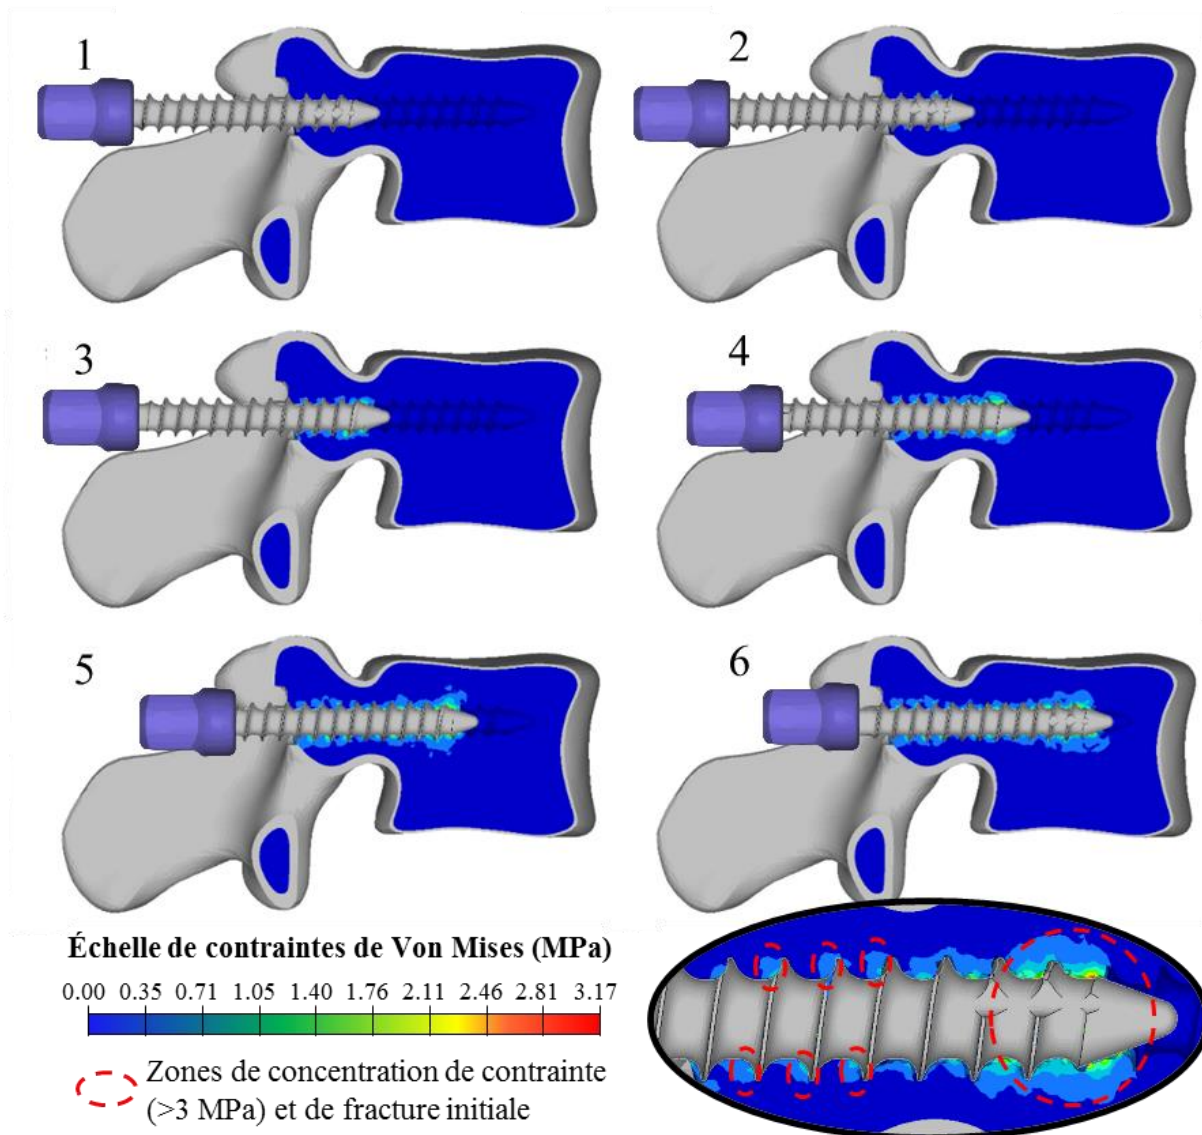 1
2
3
4
5
6
Échelle de contraintes de Von Mises (MPa)
0.00 0.35 0.71 1.05 1.40 1.76 2.11 2.46 2.81 3.17
Zones de concentration de contrainte
(>3 MPa) et de fracture initiale